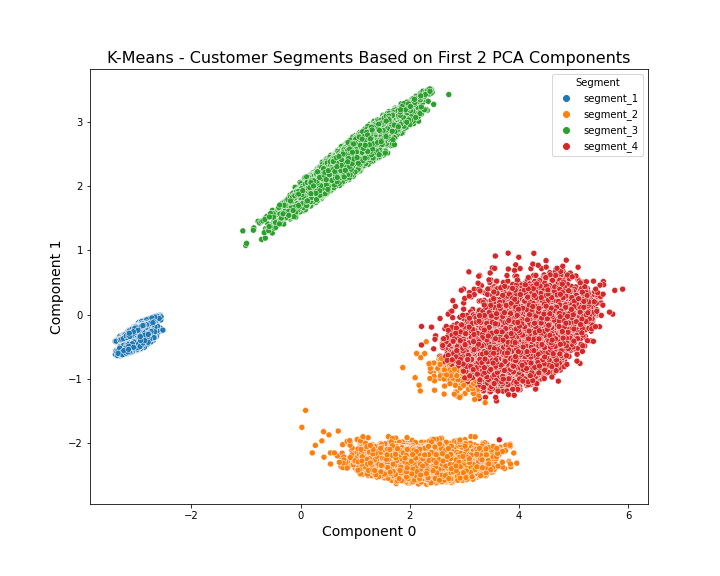 K-Means - Customer Segments Based on First 2 PCA Components
Segment
segment_1
segment_2
segment_3
segment_4
3
2
1
0
−1
−2
Component 1
−2
0
2
4
6
Component 0